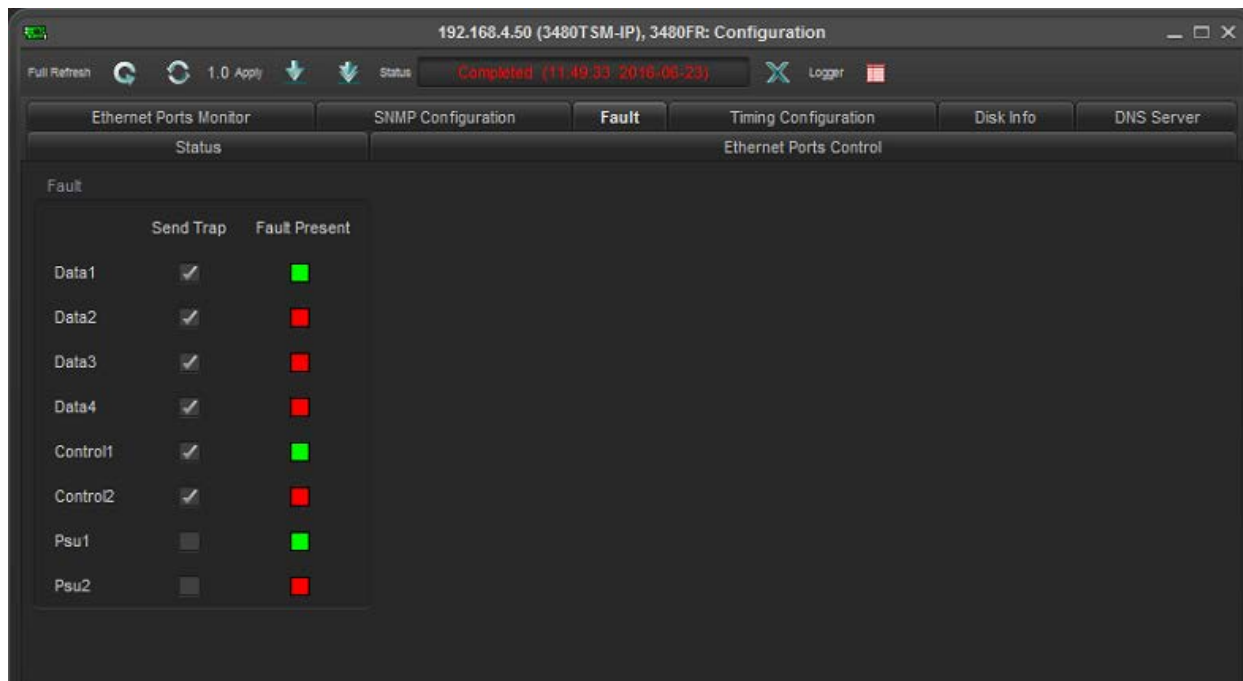 192.168.4.50 (3480TSM-IP), 3480FR: Configuration
Full Refresh 1.0 Apply Status Completed (11:49:33 2016-06-23) Logger
Ethernet Ports Monitor SNMP Configuration Fault Timing Configuration Disk Info DNS Server
Status Ethernet Ports Control
Fault
Send Trap Fault Present
Data1
Data2
Data3
Data4
Control1
Control2
Psu1
Psu2